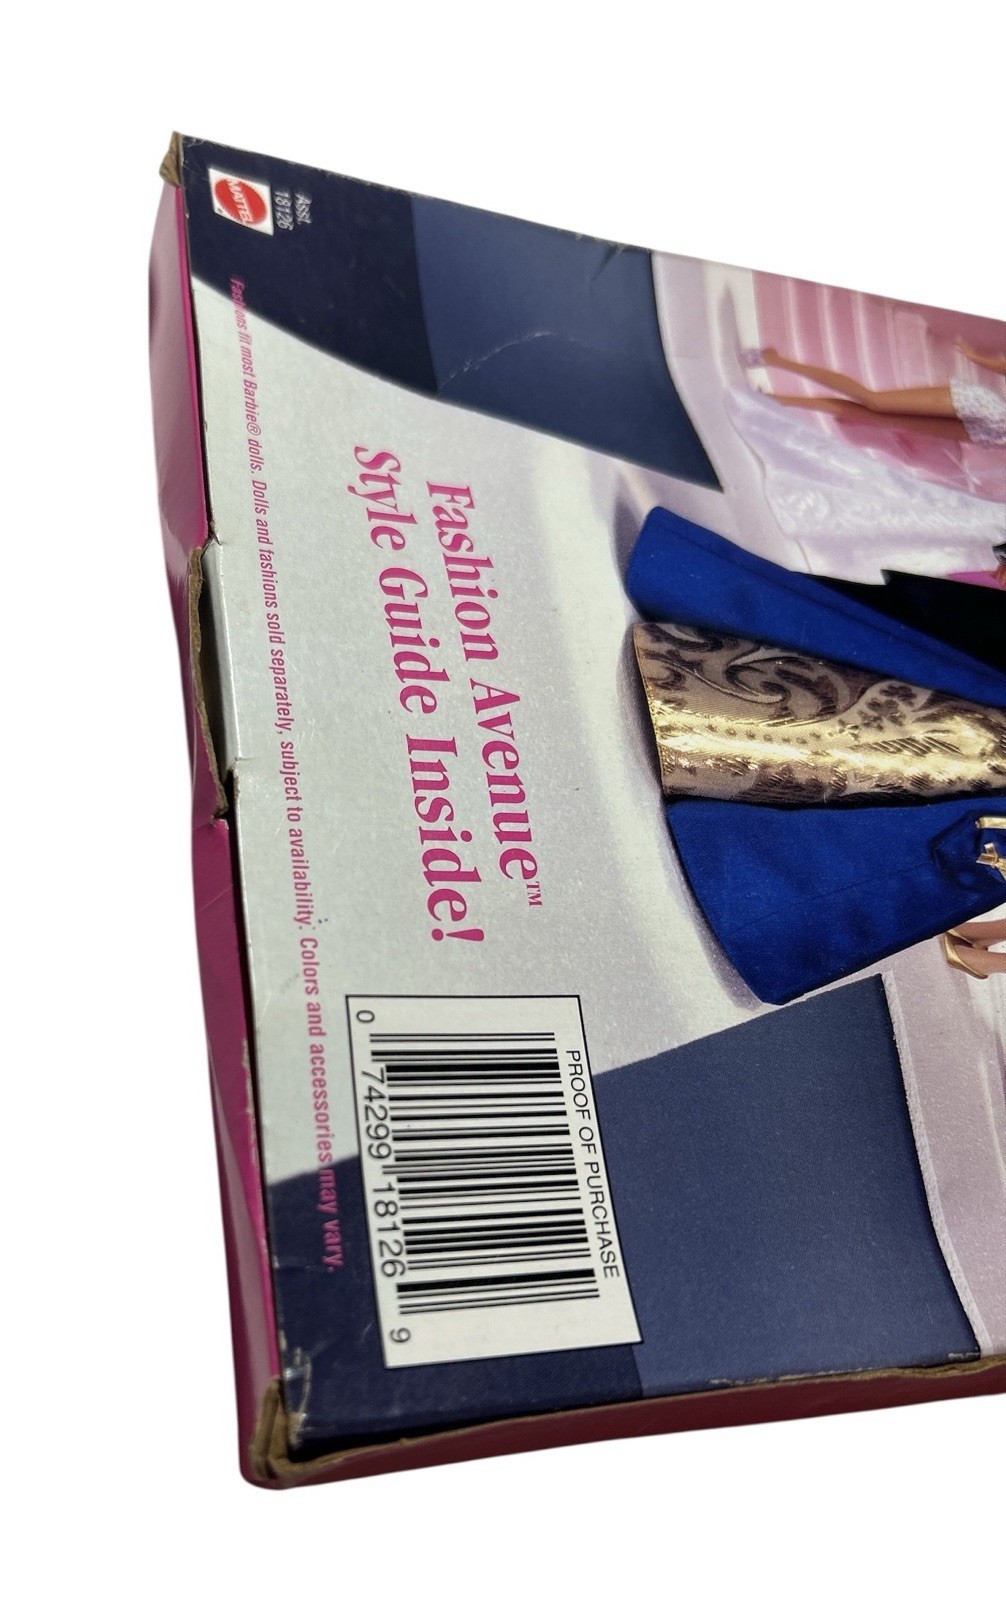 MATTEL
Asst.
18126
Fashion Avenue™
Style Guide Inside!
Fashions fit most Barbie® dolls. Dolls and fashions sold separately, subject to availability. Colors and accessories may vary.
PROOF OF PURCHASE
0 74299 18126 9